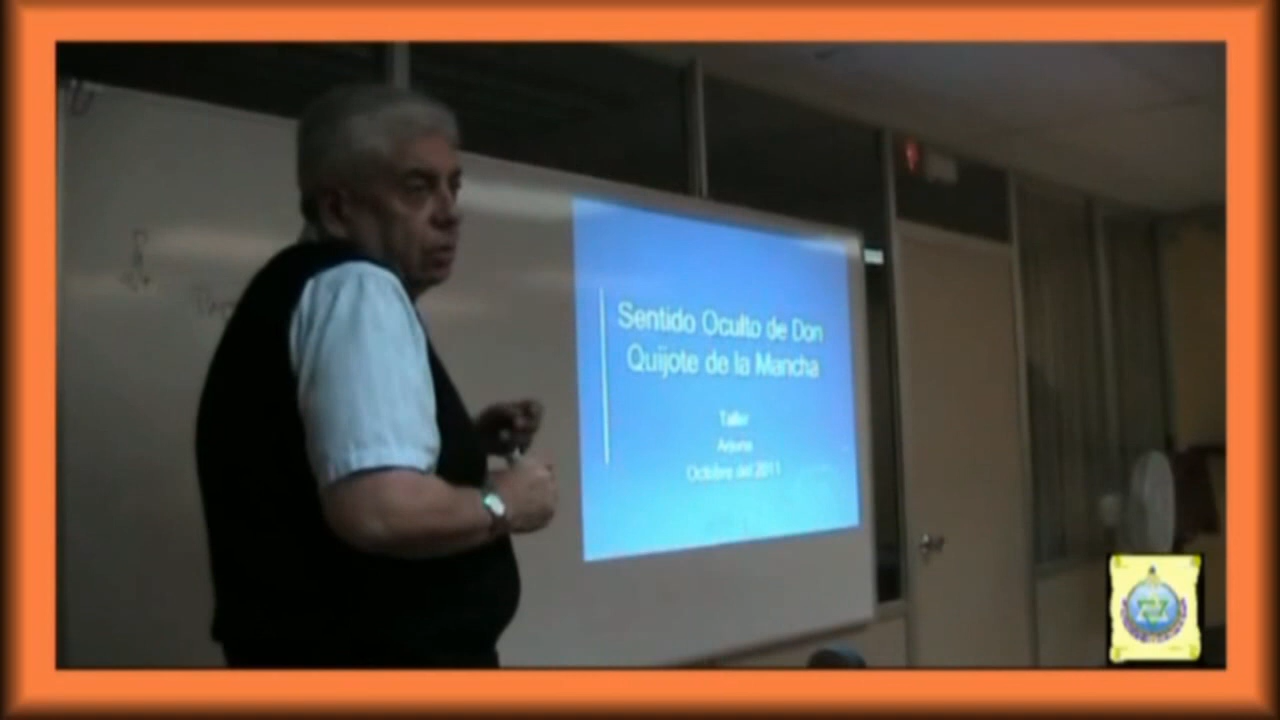 Sentido Oculto de Don
Quijote de la Mancha
Taller
Arjuna
Octubre del 2011